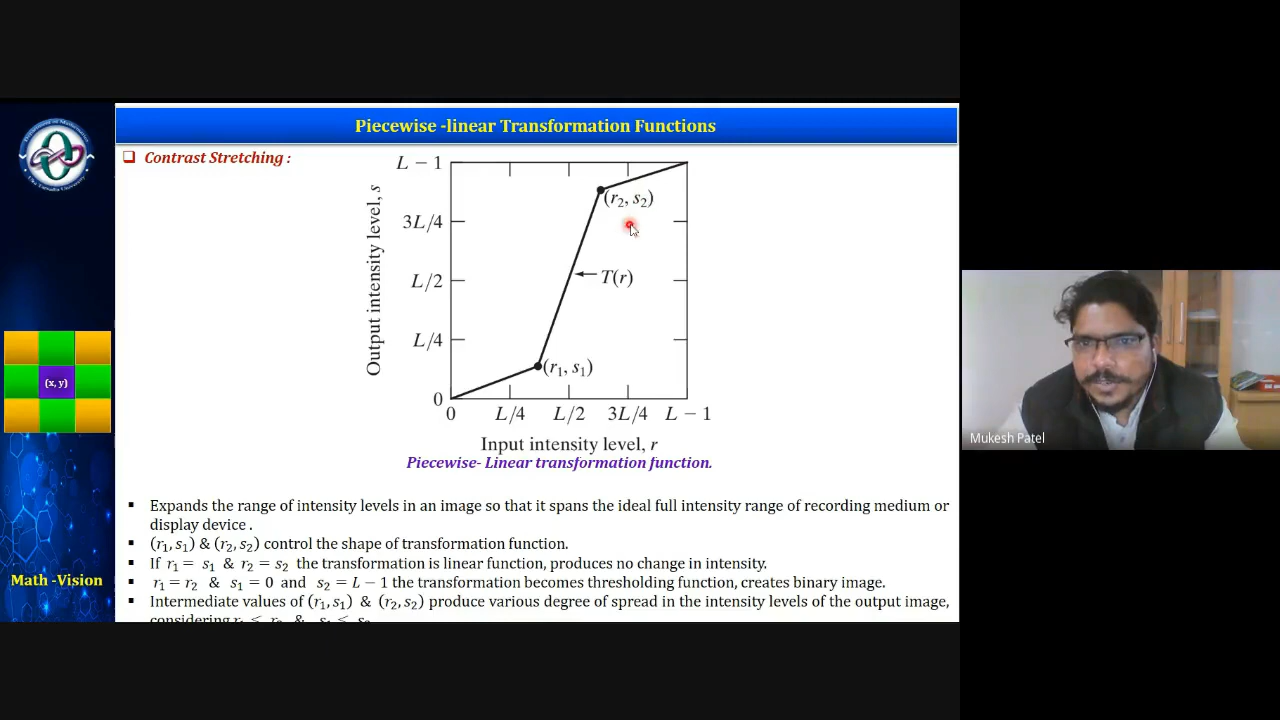 Piecewise -linear Transformation Functions
Contrast Stretching :
L − 1
3L/4
L/2
L/4
0
Output intensity level, s
(r₂, s₂)
T(r)
(r₁, s₁)
0 L/4 L/2 3L/4 L − 1
Input intensity level, r
Piecewise- Linear transformation function.
(x, y)
Math -Vision
Mukesh Patel
▪ Expands the range of intensity levels in an image so that it spans the ideal full intensity range of recording medium or
display device .
▪ (r₁, s₁) & (r₂, s₂) control the shape of transformation function.
▪ If r₁ = s₁ & r₂ = s₂ the transformation is linear function, produces no change in intensity.
▪ r₁ = r₂ & s₁ = 0 and s₂ = L − 1 the transformation becomes thresholding function, creates binary image.
▪ Intermediate values of (r₁, s₁) & (r₂, s₂) produce various degree of spread in the intensity levels of the output image,
considering r₁ ≤ r₂ & s₁ ≤ s₂